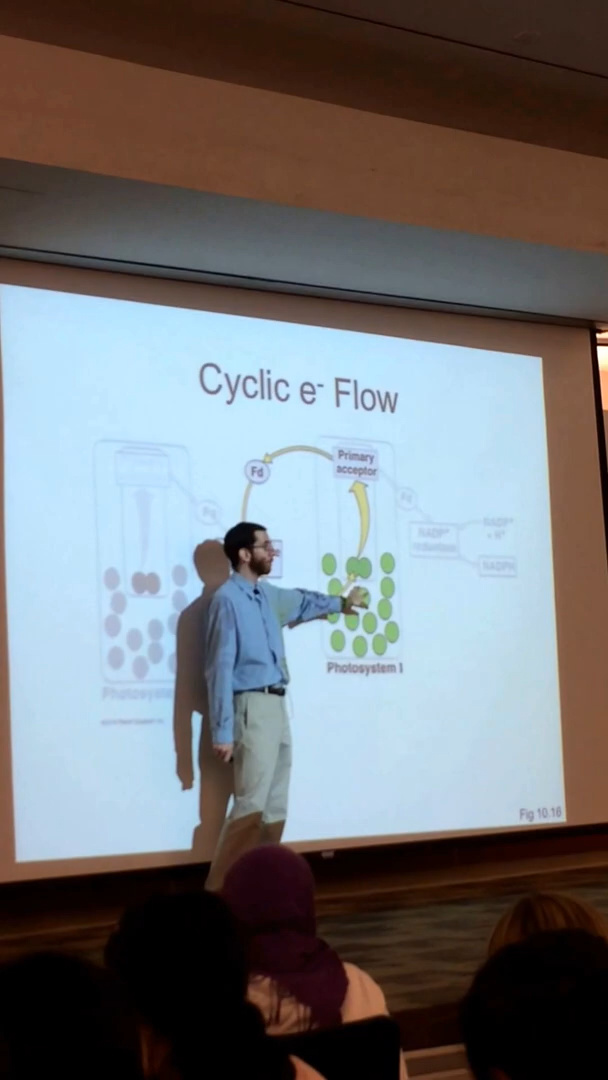 Cyclic e⁻ Flow
Primary
acceptor
Fd
Fd
Pq
NADP⁺
reductase
NADP⁺
+ H⁺
NADPH
Photosystem I
Fig 10.16